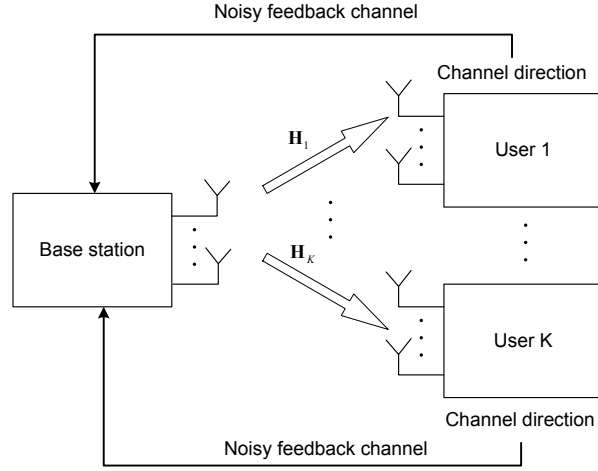 Noisy feedback channel
Channel direction
User 1
H1
Base station
HK
User K
Channel direction
Noisy feedback channel